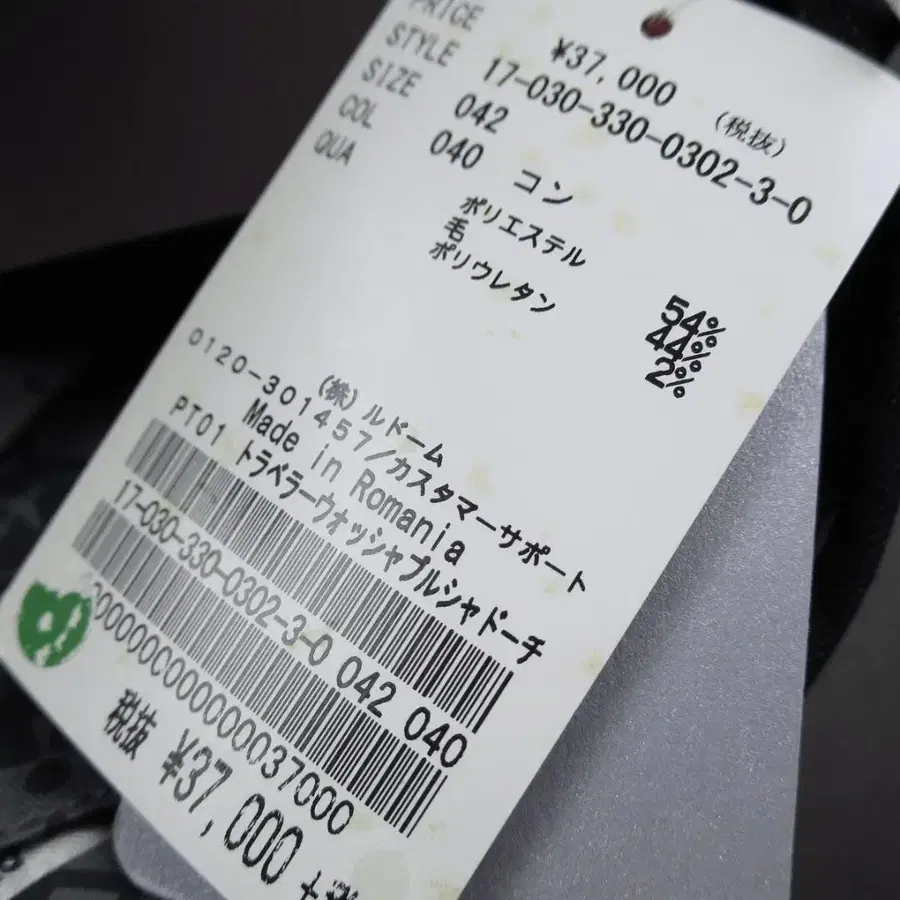 PRICE ¥37,000 (税抜)
STYLE 17-030-330-0302-3-0
SIZE 042
COL 040 コン
QUA ポリエステル 54%
毛 44%
ポリウレタン 2%
(株)ルドーム
0120-301457/カスタマーサポート
Made in Romania
PT01 トラベラーウオッシャブルシャドーチ
17-030-330-0302-3-0 042 040
税抜 ¥37,000 +税